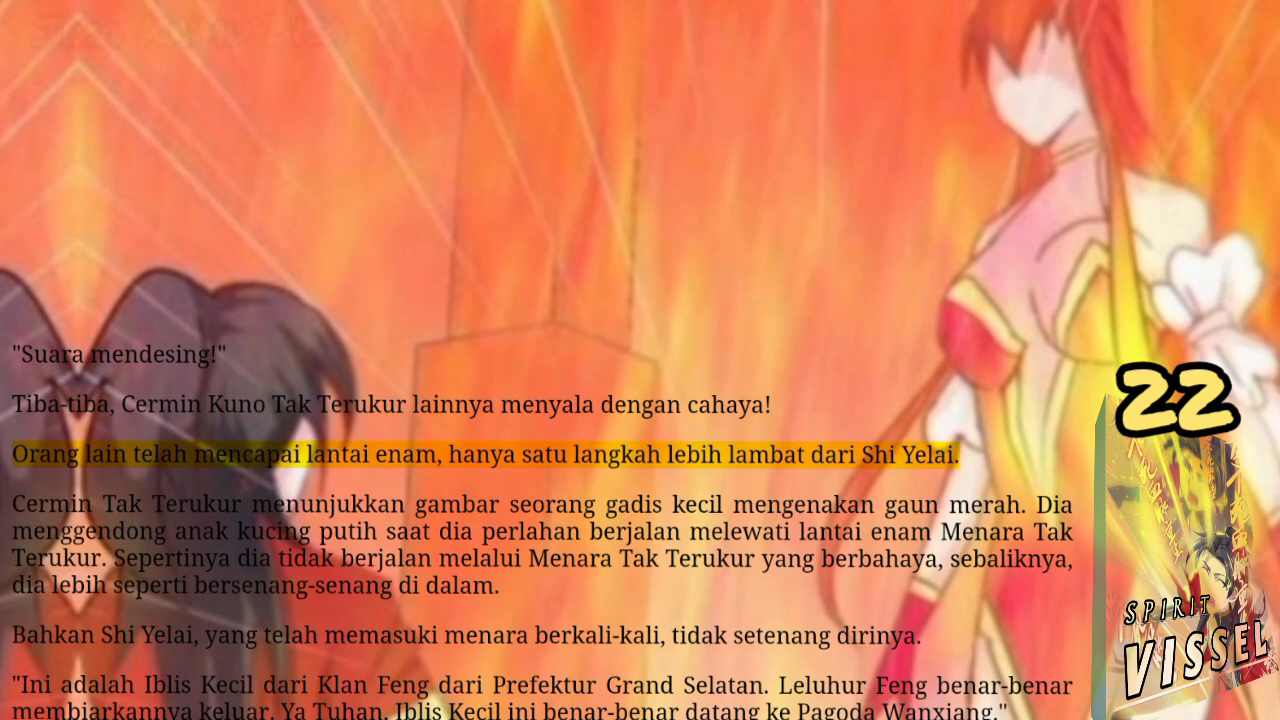 "Suara mendesing!"
Tiba-tiba, Cermin Kuno Tak Terukur lainnya menyala dengan cahaya!
Orang lain telah mencapai lantai enam, hanya satu langkah lebih lambat dari Shi Yelai.
Cermin Tak Terukur menunjukkan gambar seorang gadis kecil mengenakan gaun merah. Dia
menggendong anak kucing putih saat dia perlahan berjalan melewati lantai enam Menara Tak
Terukur. Sepertinya dia tidak berjalan melalui Menara Tak Terukur yang berbahaya, sebaliknya,
dia lebih seperti bersenang-senang di dalam.
Bahkan Shi Yelai, yang telah memasuki menara berkali-kali, tidak setenang dirinya.
"Ini adalah Iblis Kecil dari Klan Feng dari Prefektur Grand Selatan. Leluhur Feng benar-benar
membiarkannya keluar. Ya Tuhan, Iblis Kecil ini benar-benar datang ke Pagoda Wanxiang."
22
SPIRIT
VISSEL